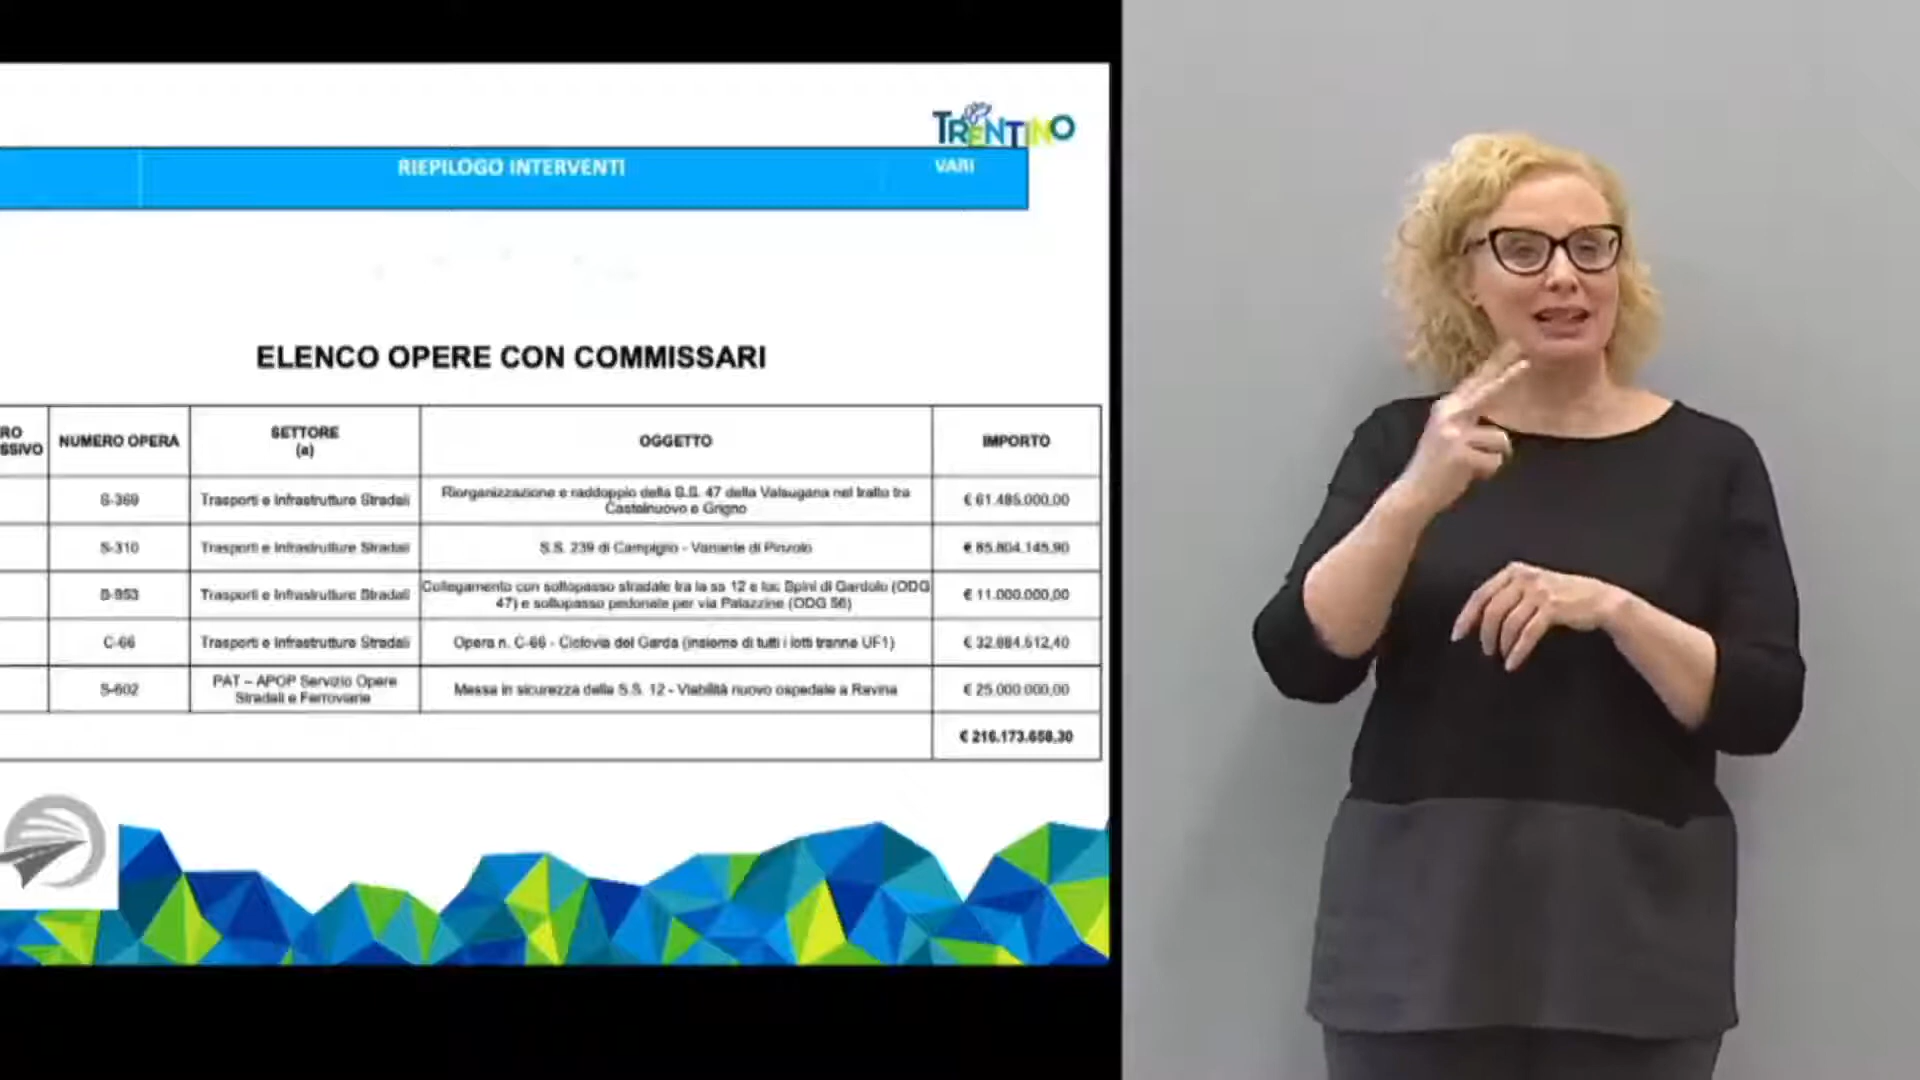 TRENTINO
RIEPILOGO INTERVENTI VARI
ELENCO OPERE CON COMMISSARI
RO
SSIVO
NUMERO OPERA
SETTORE
(a)
OGGETTO
IMPORTO
S-369
Trasporti e Infrastrutture Stradali
Riorganizzazione e raddoppio della S.S. 47 della Valsugana nel tratto tra
Castelnuovo e Grigno
€ 61.485.000,00
S-310
Trasporti e Infrastrutture Stradali
S.S. 239 di Campiglio - Variante di Pinzolo
€ 85.804.145,90
S-953
Trasporti e Infrastrutture Stradali
Collegamento con sottopasso stradale tra la ss 12 e loc Spini di Gardolo (ODG
47) e sottopasso pedonale per via Palazzine (ODG 56)
€ 11.000.000,00
C-66
Trasporti e Infrastrutture Stradali
Opera n. C-66 - Ciclovia del Garda (insieme di tutti i lotti tranne UF1)
€ 32.884.512,40
S-602
PAT – APOP Servizio Opere
Stradali e Ferroviarie
Messa in sicurezza della S.S. 12 - Viabilità nuovo ospedale a Ravina
€ 25.000.000,00
€ 216.173.658,30